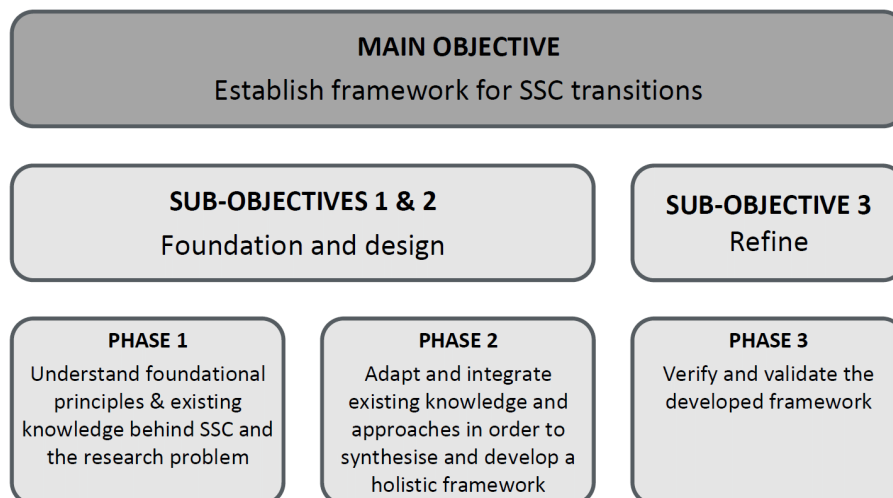 MAIN OBJECTIVE
Establish framework for SSC transitions
SUB-OBJECTIVES 1 & 2
Foundation and design
SUB-OBJECTIVE 3
Refine
PHASE 1
Understand foundational
principles & existing
knowledge behind SSC and
the research problem
PHASE 2
Adapt and integrate
existing knowledge and
approaches in order to
synthesise and develop a
holistic framework
PHASE 3
Verify and validate the
developed framework